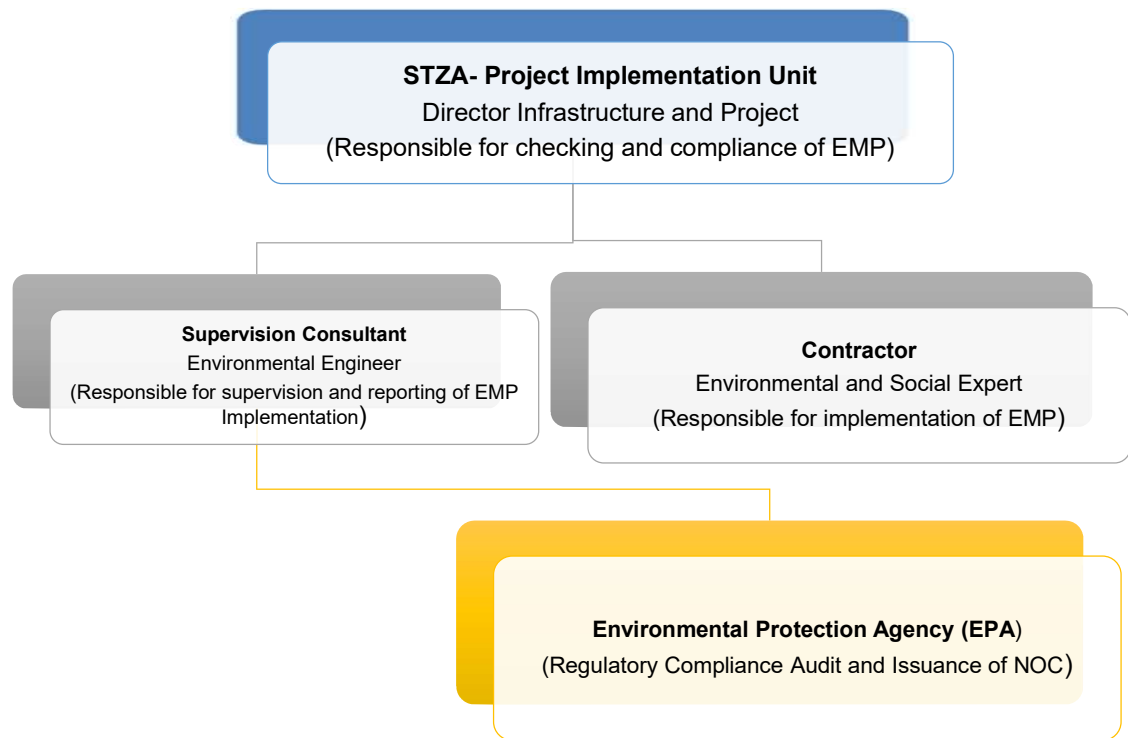 STZA- Project Implementation Unit
Director Infrastructure and Project
(Responsible for checking and compliance of EMP)
Supervision Consultant
Environmental Engineer
(Responsible for supervision and reporting of EMP
Implementation)
Contractor
Environmental and Social Expert
(Responsible for implementation of EMP)
Environmental Protection Agency (EPA)
(Regulatory Compliance Audit and Issuance of NOC)